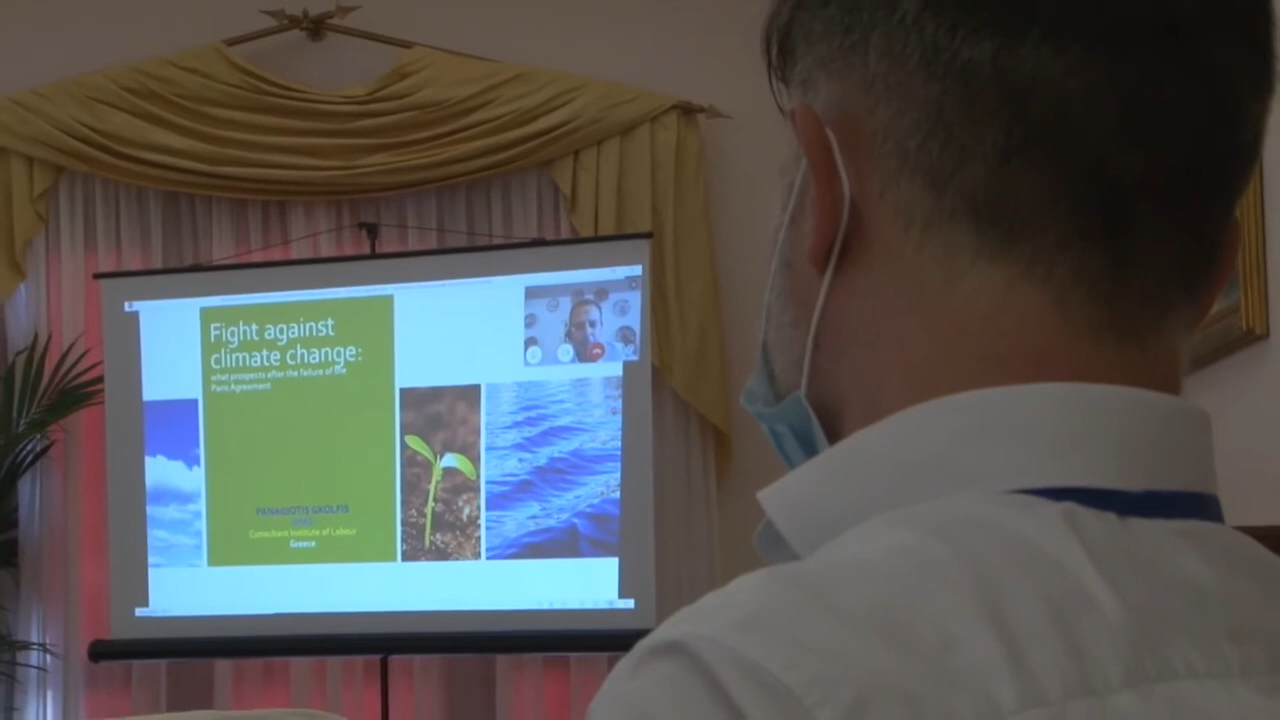 Fight against
climate change:
what prospects after the failure of the
Paris Agreement
PANAGIOTIS GKOLFIS
Consultant Institute of Labour
Greece